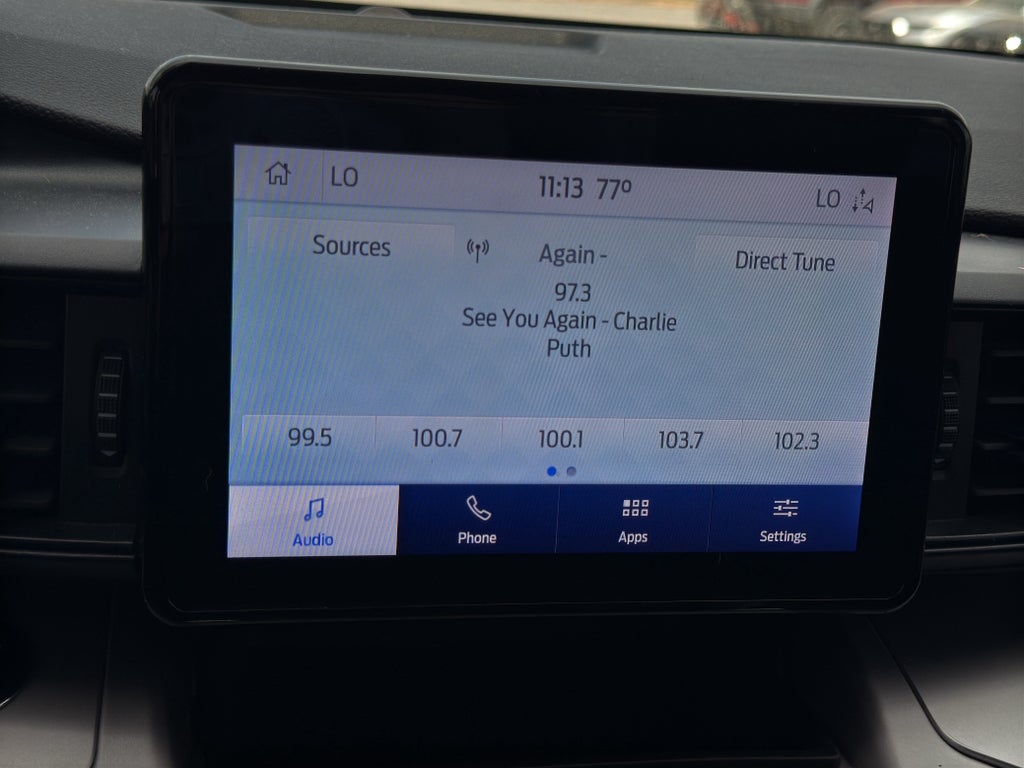 LO 11:13 77º LO
Sources Again - Direct Tune
97.3
See You Again - Charlie
Puth
99.5 100.7 100.1 103.7 102.3
Audio Phone Apps Settings